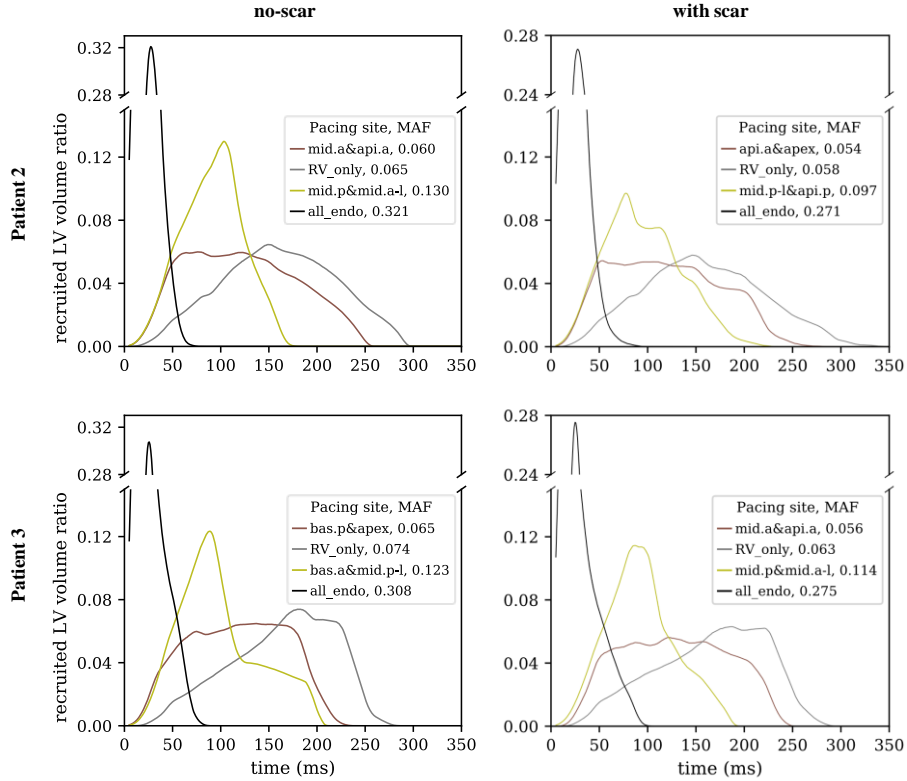 no-scar
with scar
Patient 2
recruited LV volume ratio
0.32
0.28
0.12
0.08
0.04
0.00
0 50 100 150 200 250 300 350
Pacing site, MAF
mid.a&api.a, 0.060
RV_only, 0.065
mid.p&mid.a-l, 0.130
all_endo, 0.321
0.28
0.24
0.12
0.08
0.04
0.00
0 50 100 150 200 250 300 350
Pacing site, MAF
api.a&apex, 0.054
RV_only, 0.058
mid.p-l&api.p, 0.097
all_endo, 0.271
Patient 3
recruited LV volume ratio
0.32
0.28
0.12
0.08
0.04
0.00
0 50 100 150 200 250 300 350
time (ms)
Pacing site, MAF
bas.p&apex, 0.065
RV_only, 0.074
bas.a&mid.p-l, 0.123
all_endo, 0.308
0.28
0.24
0.12
0.08
0.04
0.00
0 50 100 150 200 250 300 350
time (ms)
Pacing site, MAF
mid.a&api.a, 0.056
RV_only, 0.063
mid.p&mid.a-l, 0.114
all_endo, 0.275